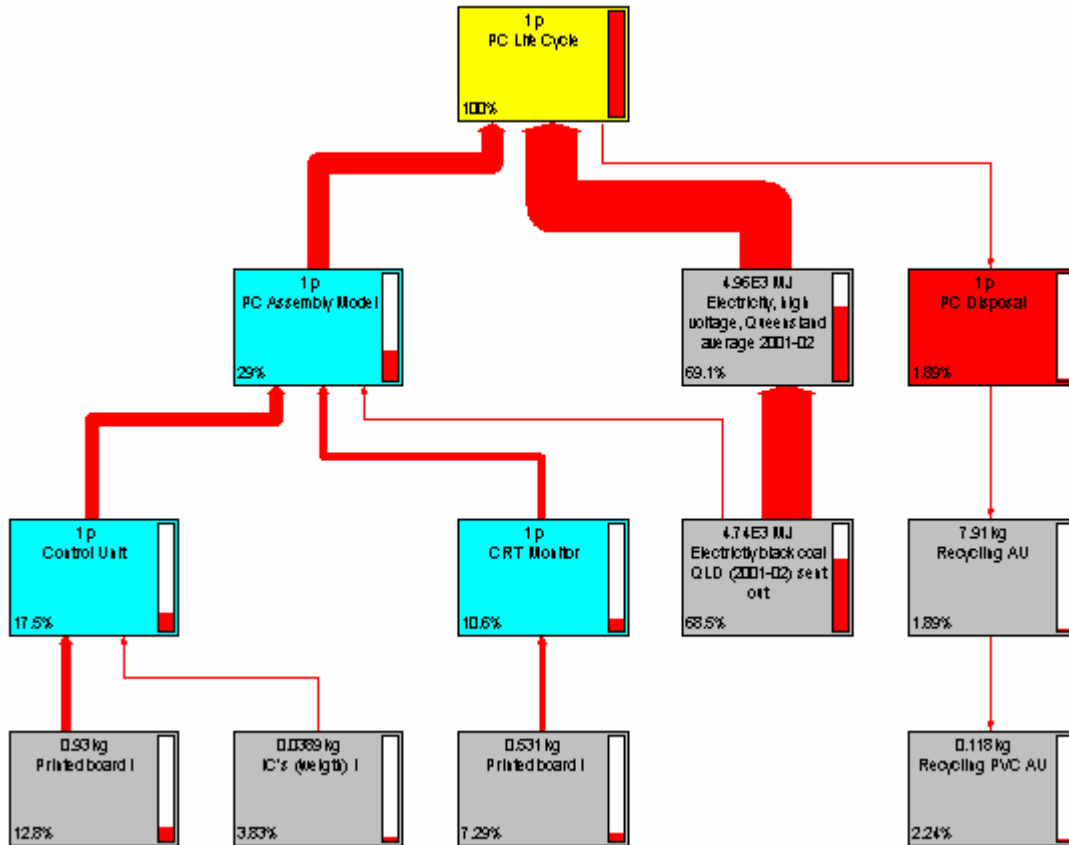 1 p
PC Life Cycle
100%
1 p
PC Assembly Model
29%
4.96E3 MJ
Electricity, high
voltage, Queensland
average 2001-02
69.1%
1 p
PC Disposal
1.89%
1 p
Control Unit
17.5%
1 p
CRT Monitor
10.6%
4.74E3 MJ
Electrictly black coal
QLD (2001-02) sent
out
68.5%
7.91 kg
Recycling AU
1.89%
0.93 kg
Printed board I
12.8%
0.0389 kg
IC's (weigth) I
3.83%
0.531 kg
Printed board I
7.29%
0.118 kg
Recycling PVC AU
2.24%